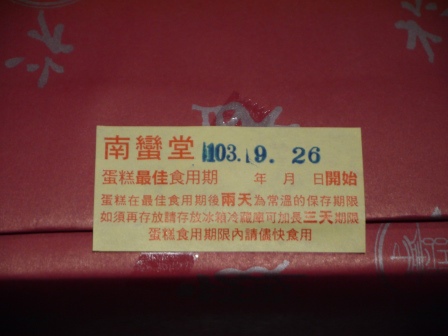 南蠻堂 103. 9. 26
蛋糕最佳食用期 年 月 日開始
蛋糕在最佳食用期後兩天為常溫的保存期限
如須再存放請存放冰箱冷藏庫可加長三天期限
蛋糕食用期限內請儘快食用